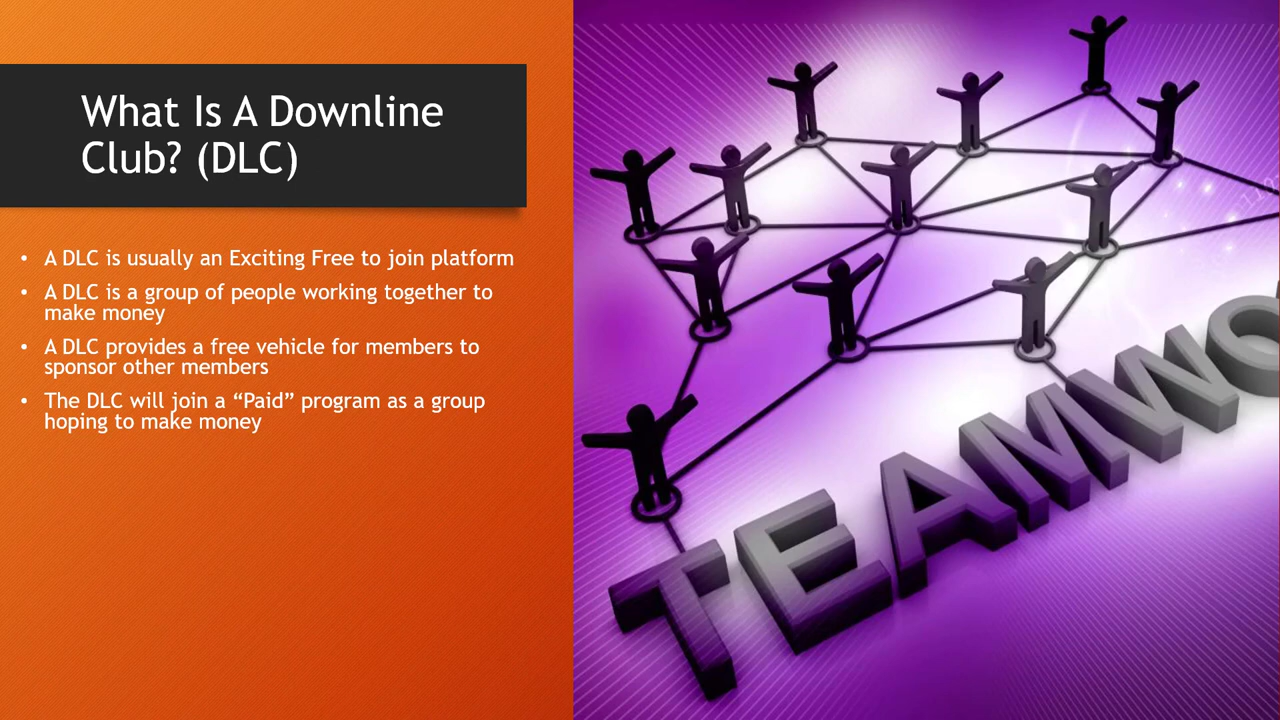 What Is A Downline
Club? (DLC)
• A DLC is usually an Exciting Free to join platform
• A DLC is a group of people working together to
make money
• A DLC provides a free vehicle for members to
sponsor other members
• The DLC will join a “Paid” program as a group
hoping to make money
TEAMWO